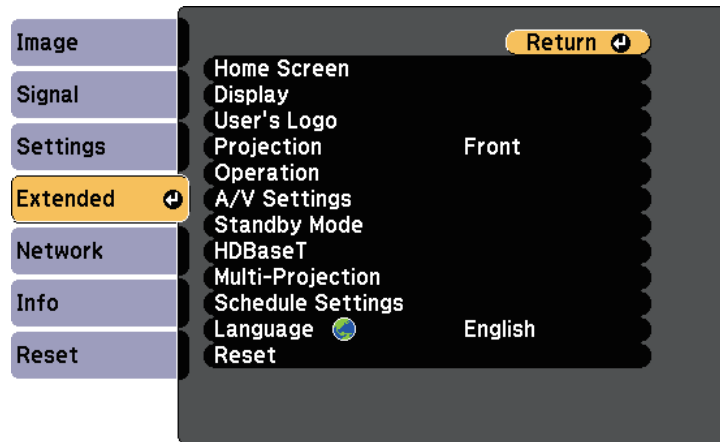 Image
Signal
Settings
Extended
Network
Info
Reset
Return
Home Screen
Display
User's Logo
Projection Front
Operation
A/V Settings
Standby Mode
HDBaseT
Multi-Projection
Schedule Settings
Language English
Reset